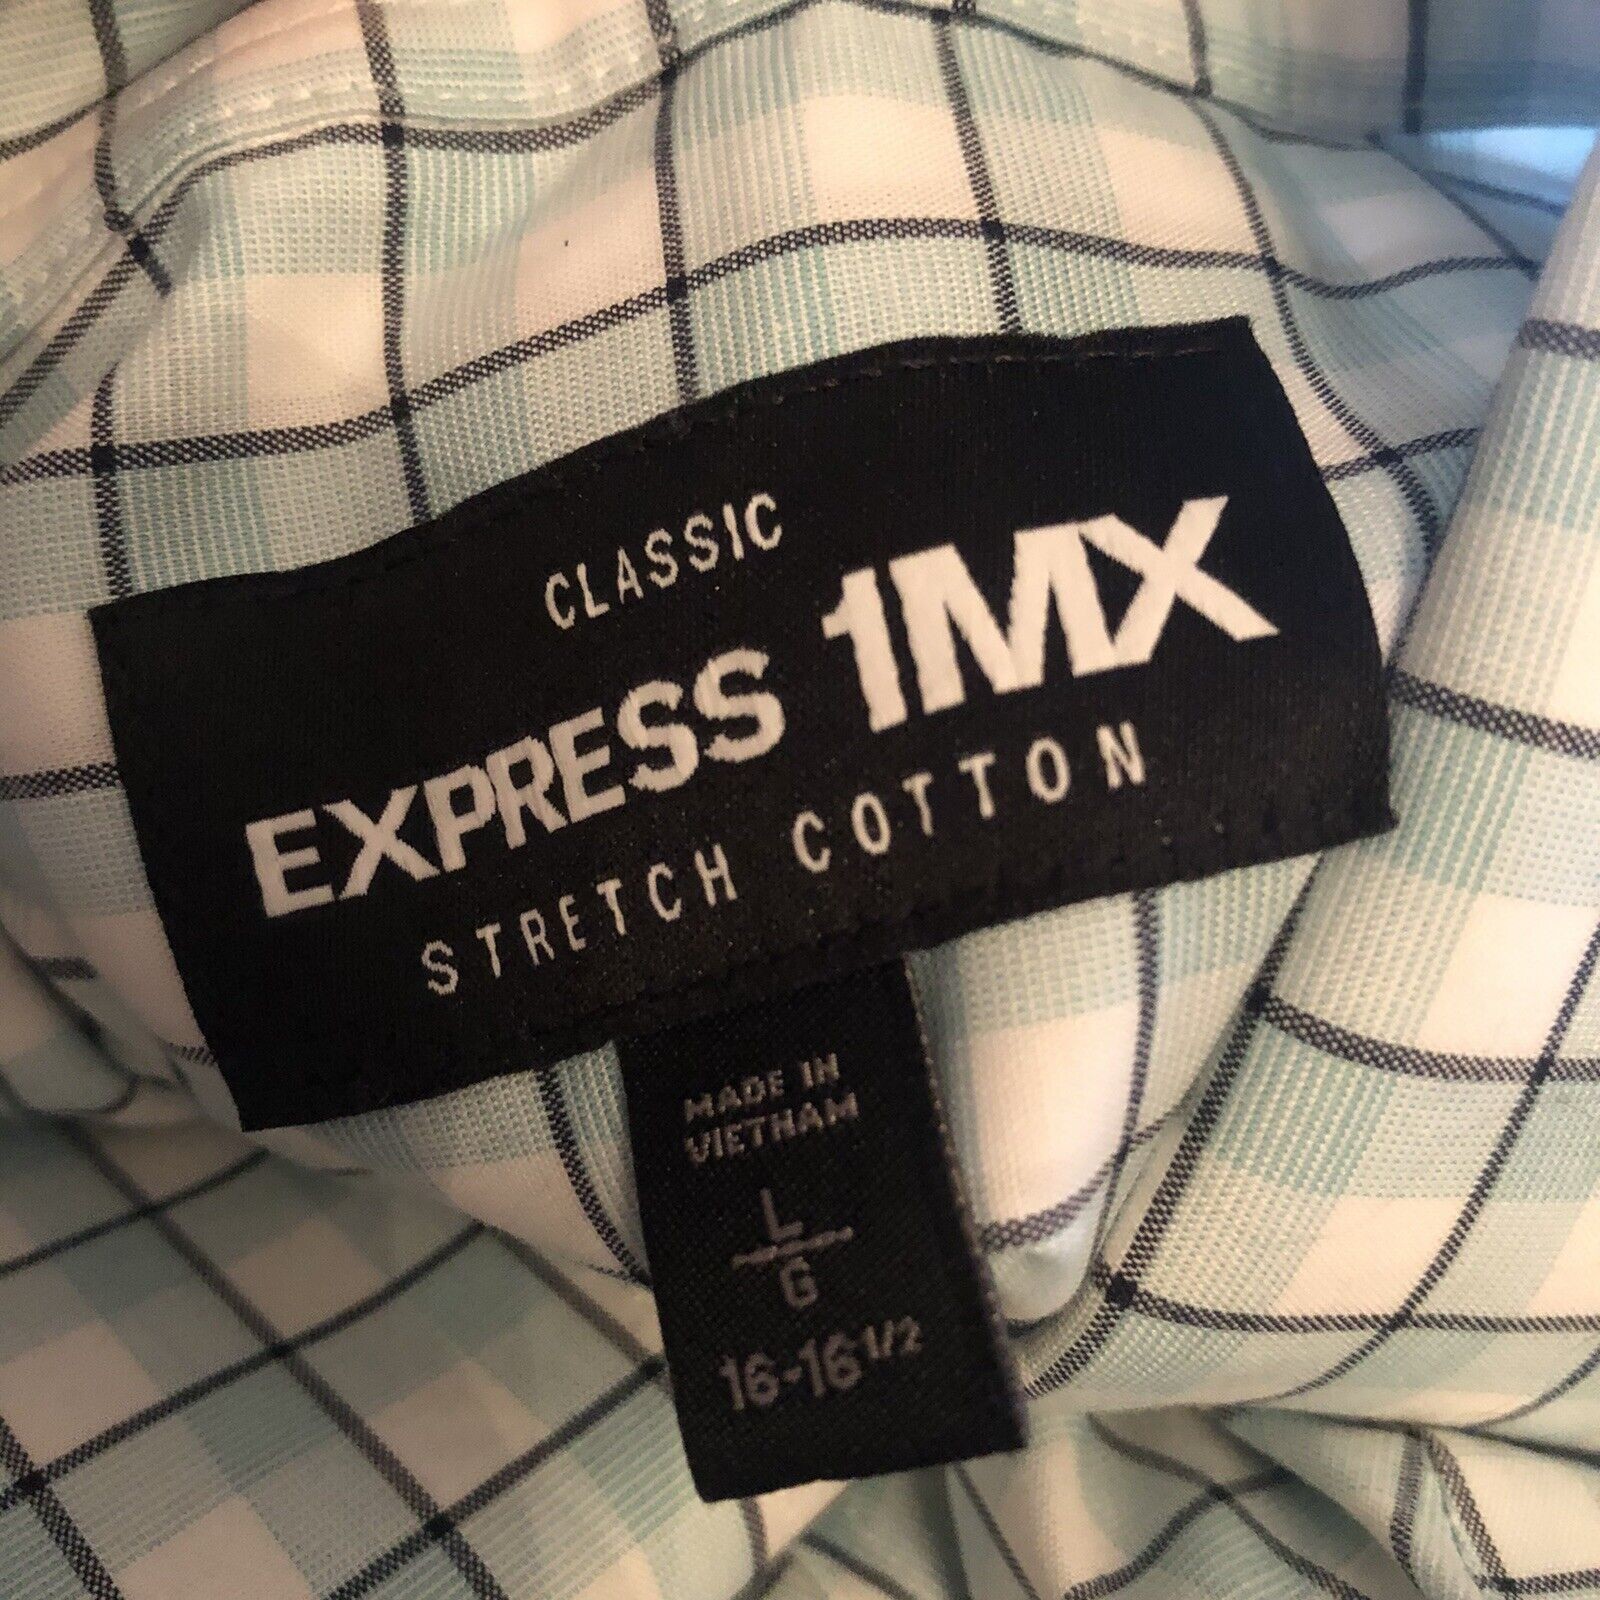 CLASSIC
EXPRESS 1MX
STRETCH COTTON
MADE IN
VIETNAM
L
G
16-16 1/2